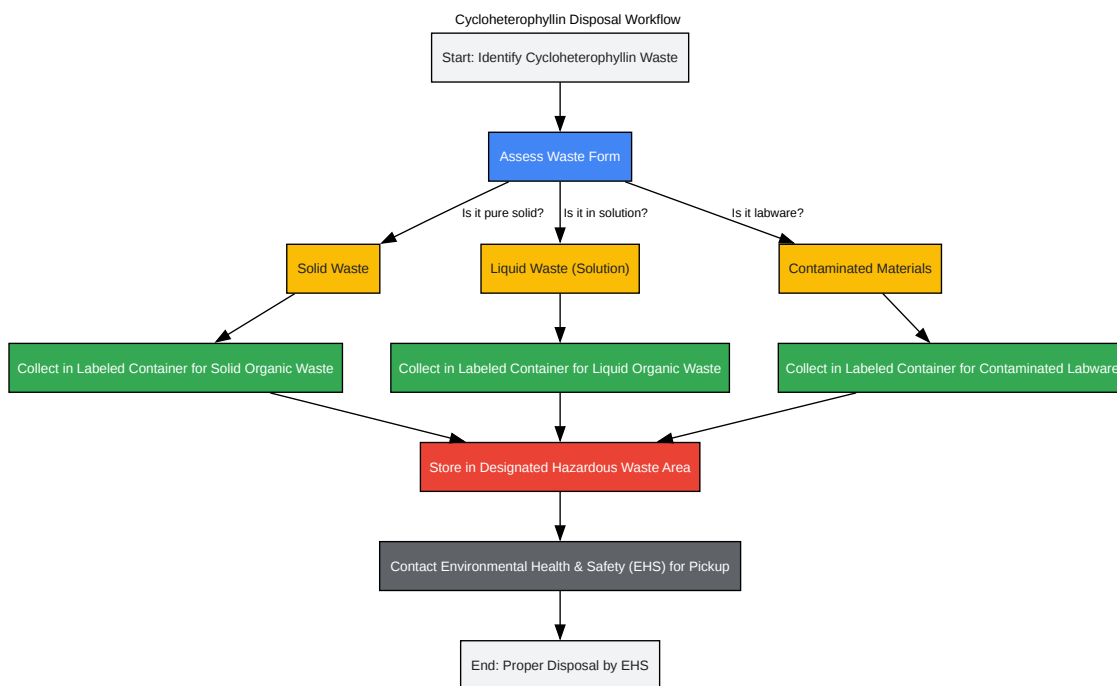 Cycloheterophyllin Disposal Workflow
Start: Identify Cycloheterophyllin Waste
Assess Waste Form
Is it pure solid?
Is it in solution?
Is it labware?
Solid Waste
Liquid Waste (Solution)
Contaminated Materials
Collect in Labeled Container for Solid Organic Waste
Collect in Labeled Container for Liquid Organic Waste
Collect in Labeled Container for Contaminated Labware
Store in Designated Hazardous Waste Area
Contact Environmental Health & Safety (EHS) for Pickup
End: Proper Disposal by EHS